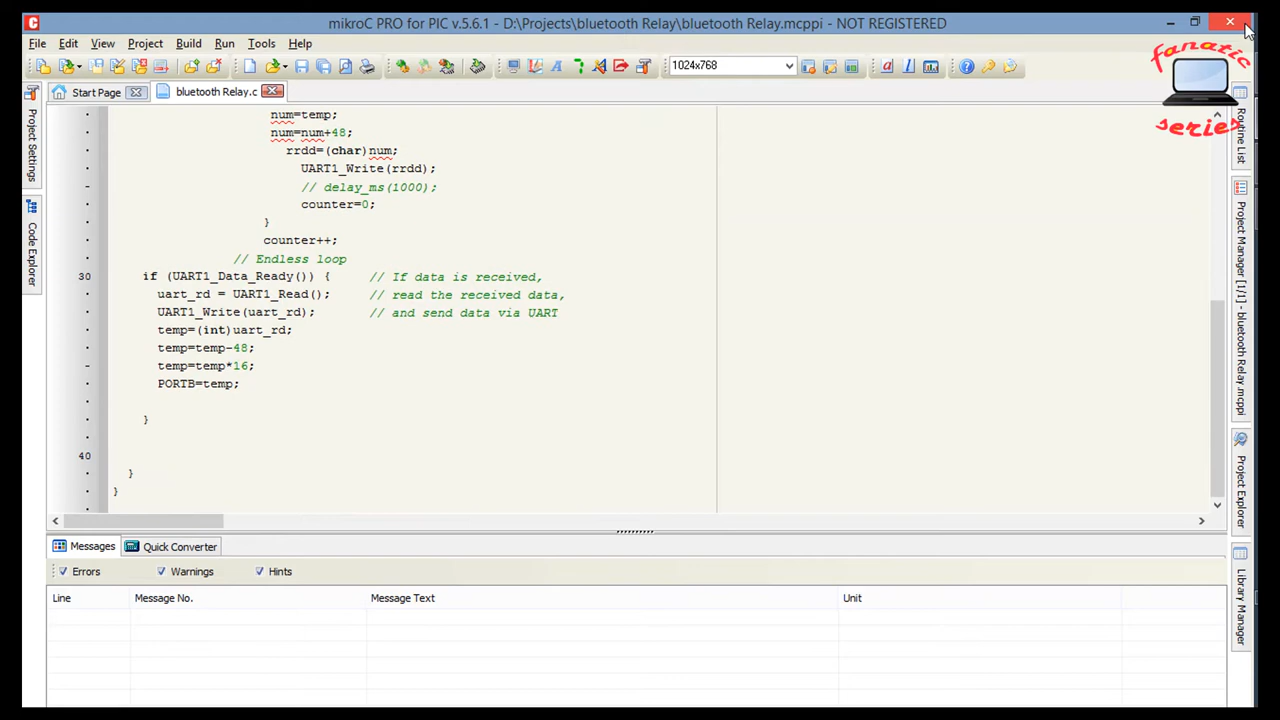 mikroC PRO for PIC v.5.6.1 - D:\Projects\bluetooth Relay\bluetooth Relay.mcppi - NOT REGISTERED
File Edit View Project Build Run Tools Help
1024x768
fanatic
series
Start Page
bluetooth Relay.c
Project Settings
Code Explorer
num=temp;
num=num+48;
rrdd=(char)num;
UART1_Write(rrdd);
// delay_ms(1000);
counter=0;
}
counter++;
// Endless loop
30 if (UART1_Data_Ready()) { // If data is received,
uart_rd = UART1_Read(); // read the received data,
UART1_Write(uart_rd); // and send data via UART
temp=(int)uart_rd;
temp=temp-48;
temp=temp*16;
PORTB=temp;
}
40
}
}
Routine List
Project Manager [1/1] - bluetooth Relay.mcppi
Project Explorer
Library Manager
Messages Quick Converter
Errors Warnings Hints
Line Message No. Message Text Unit